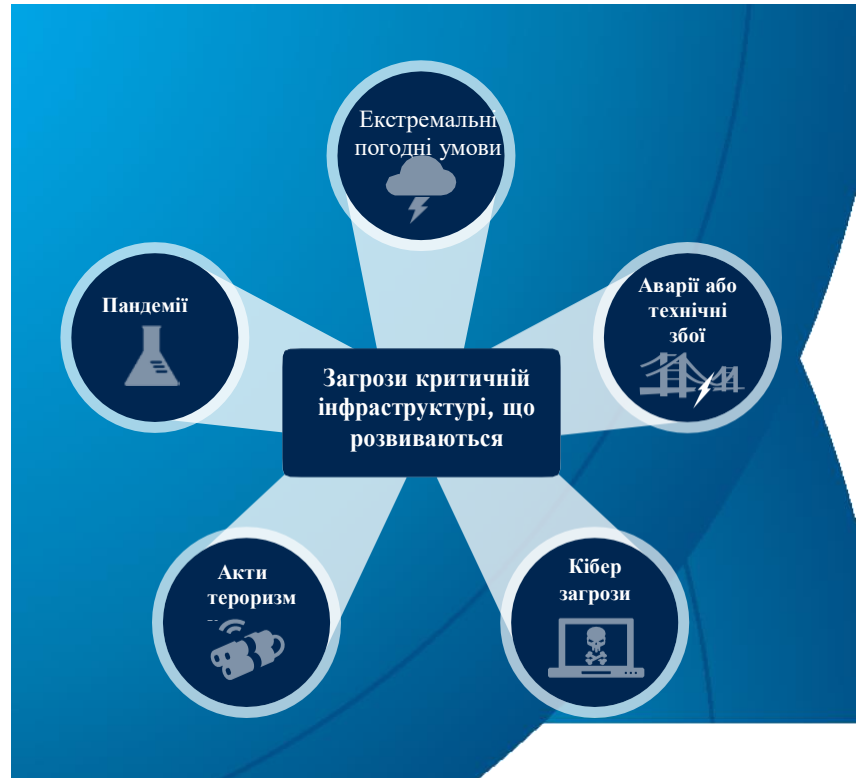 Екстремальні
погодні умови
Пандемії
Аварії або
технічні
збої
Загрози критичній
інфраструктурі, що
розвиваються
Акти
тероризм
Кібер
загрози